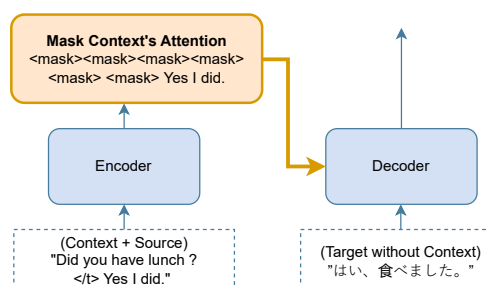 Mask Context's Attention
<mask><mask><mask><mask>
<mask> <mask> Yes I did.
Encoder
Decoder
(Context + Source)
"Did you have lunch ?
</t> Yes I did."
(Target without Context)
”はい、食べました。”